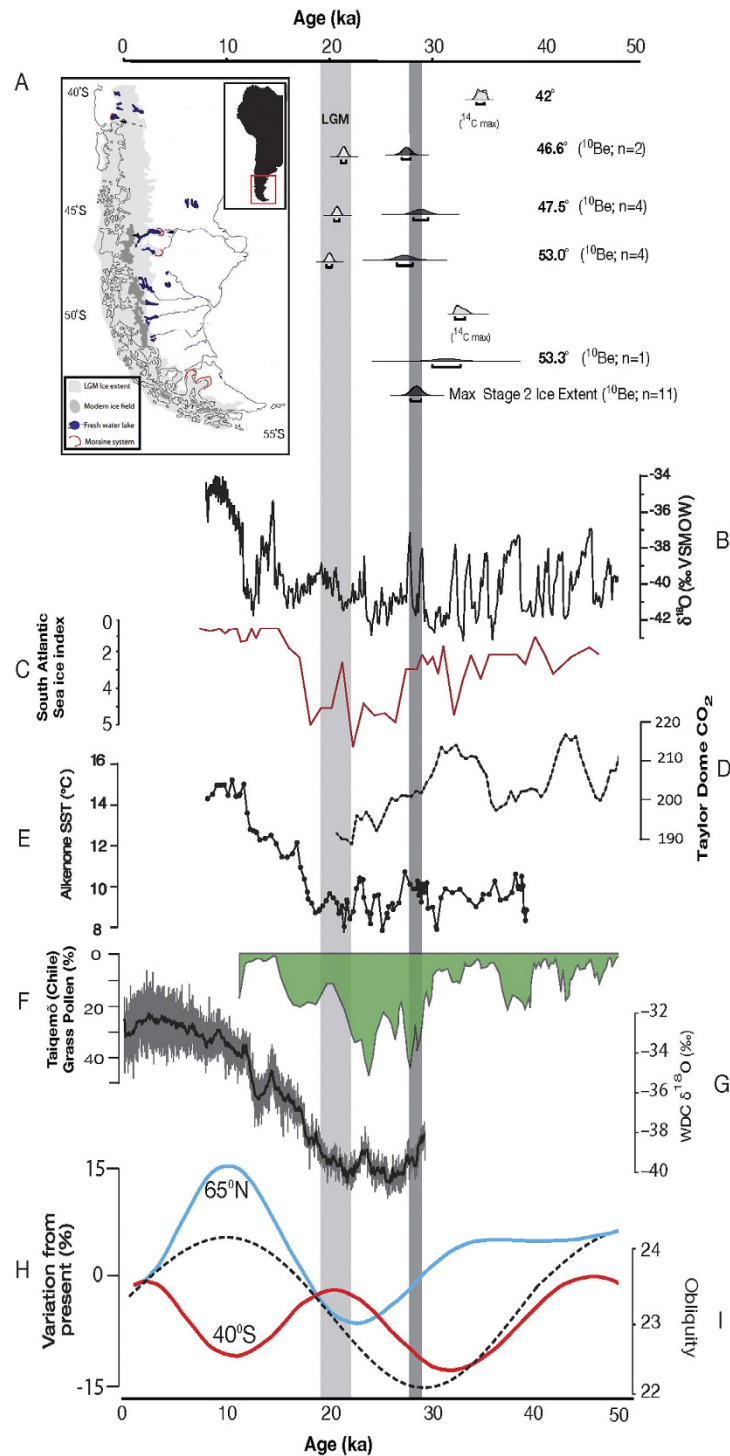 Age (ka)
0 10 20 30 40 50
A
40°S
45°S
50°S
55°S
LGM Ice extent
Modern ice field
Fresh water lake
Moraine system
LGM
42°
(¹⁴C max)
46.6° (¹⁰Be; n=2)
47.5° (¹⁰Be; n=4)
53.0° (¹⁰Be; n=4)
(¹⁴C max)
53.3° (¹⁰Be; n=1)
Max Stage 2 Ice Extent (¹⁰Be; n=11)
B
-34
-36
-38
-40
-42
δ¹⁸O (‰ VSMOW)
C
South Atlantic
Sea ice index
0
2
4
5
D
Taylor Dome CO₂
220
210
200
190
E
Alkenone SST (°C)
16
14
12
10
8
F
Taiqemō (Chile)
Grass Pollen (%)
0
20
40
G
WDC δ¹⁸O (‰)
-32
-34
-36
-38
-40
H
Variation from
present (%)
15
0
-15
65⁰N
40⁰S
I
Obliquity
24
23
22
0 10 20 30 40 50
Age (ka)